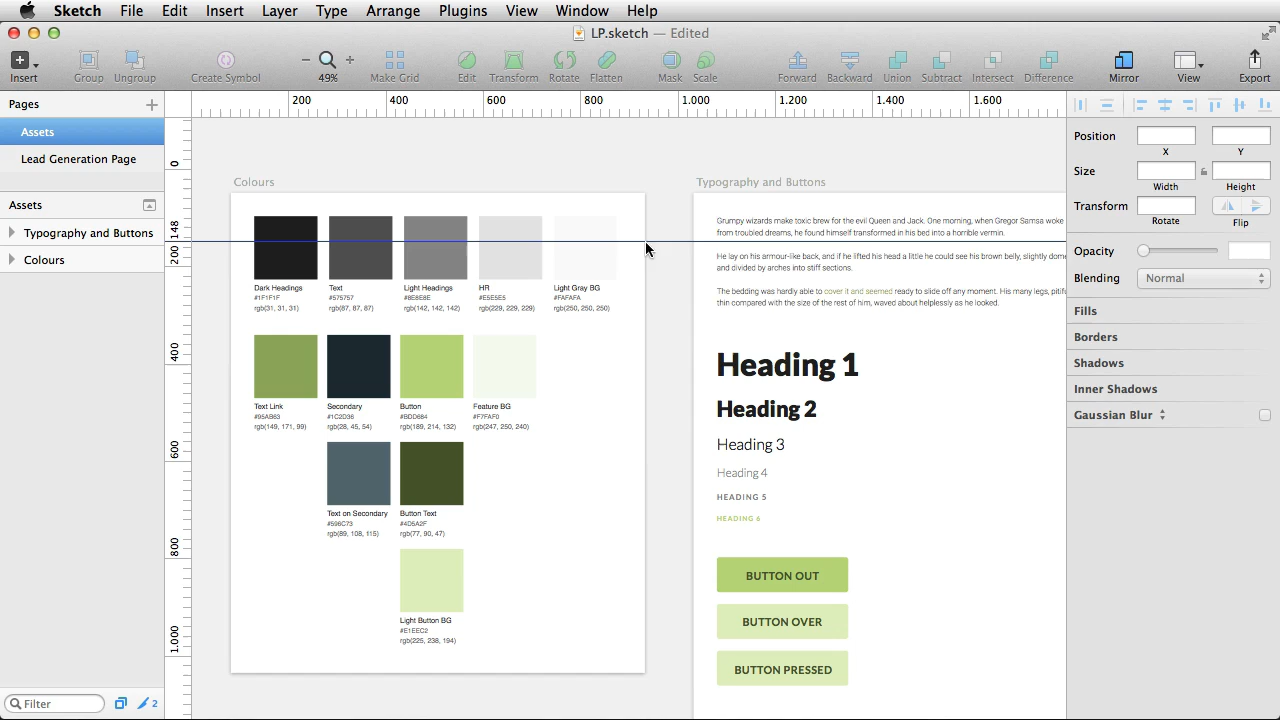 Sketch File Edit Insert Layer Type Arrange Plugins View Window Help
LP.sketch — Edited
Insert Group Ungroup Create Symbol 49% Make Grid Edit Transform Rotate Flatten Mask Scale Forward Backward Union Subtract Intersect Difference Mirror View Export
Pages
Assets
Lead Generation Page
Assets
Typography and Buttons
Colours
Filter
2
200 400 600 800 1.000 1.200 1.400 1.600
0
148
200
400
600
800
1.000
Colours
Dark Headings
#1F1F1F
rgb(31, 31, 31)
Text
#575757
rgb(87, 87, 87)
Light Headings
#8E8E8E
rgb(142, 142, 142)
HR
#E5E5E5
rgb(229, 229, 229)
Light Gray BG
#FAFAFA
rgb(250, 250, 250)
Text Link
#95AB63
rgb(149, 171, 99)
Secondary
#1C2D36
rgb(28, 45, 54)
Button
#BDD684
rgb(189, 214, 132)
Feature BG
#F7FAF0
rgb(247, 250, 240)
Text on Secondary
#596C73
rgb(89, 108, 115)
Button Text
#4D5A2F
rgb(77, 90, 47)
Light Button BG
#E1EEC2
rgb(225, 238, 194)
Typography and Buttons
Grumpy wizards make toxic brew for the evil Queen and Jack. One morning, when Gregor Samsa woke
from troubled dreams, he found himself transformed in his bed into a horrible vermin.
He lay on his armour-like back, and if he lifted his head a little he could see his brown belly, slightly dome
and divided by arches into stiff sections.
The bedding was hardly able to cover it and seemed ready to slide off any moment. His many legs, pitifu
thin compared with the size of the rest of him, waved about helplessly as he looked.
Heading 1
Heading 2
Heading 3
Heading 4
HEADING 5
HEADING 6
BUTTON OUT
BUTTON OVER
BUTTON PRESSED
Position
X Y
Size
Width Height
Transform
Rotate Flip
Opacity
Blending Normal
Fills
Borders
Shadows
Inner Shadows
Gaussian Blur